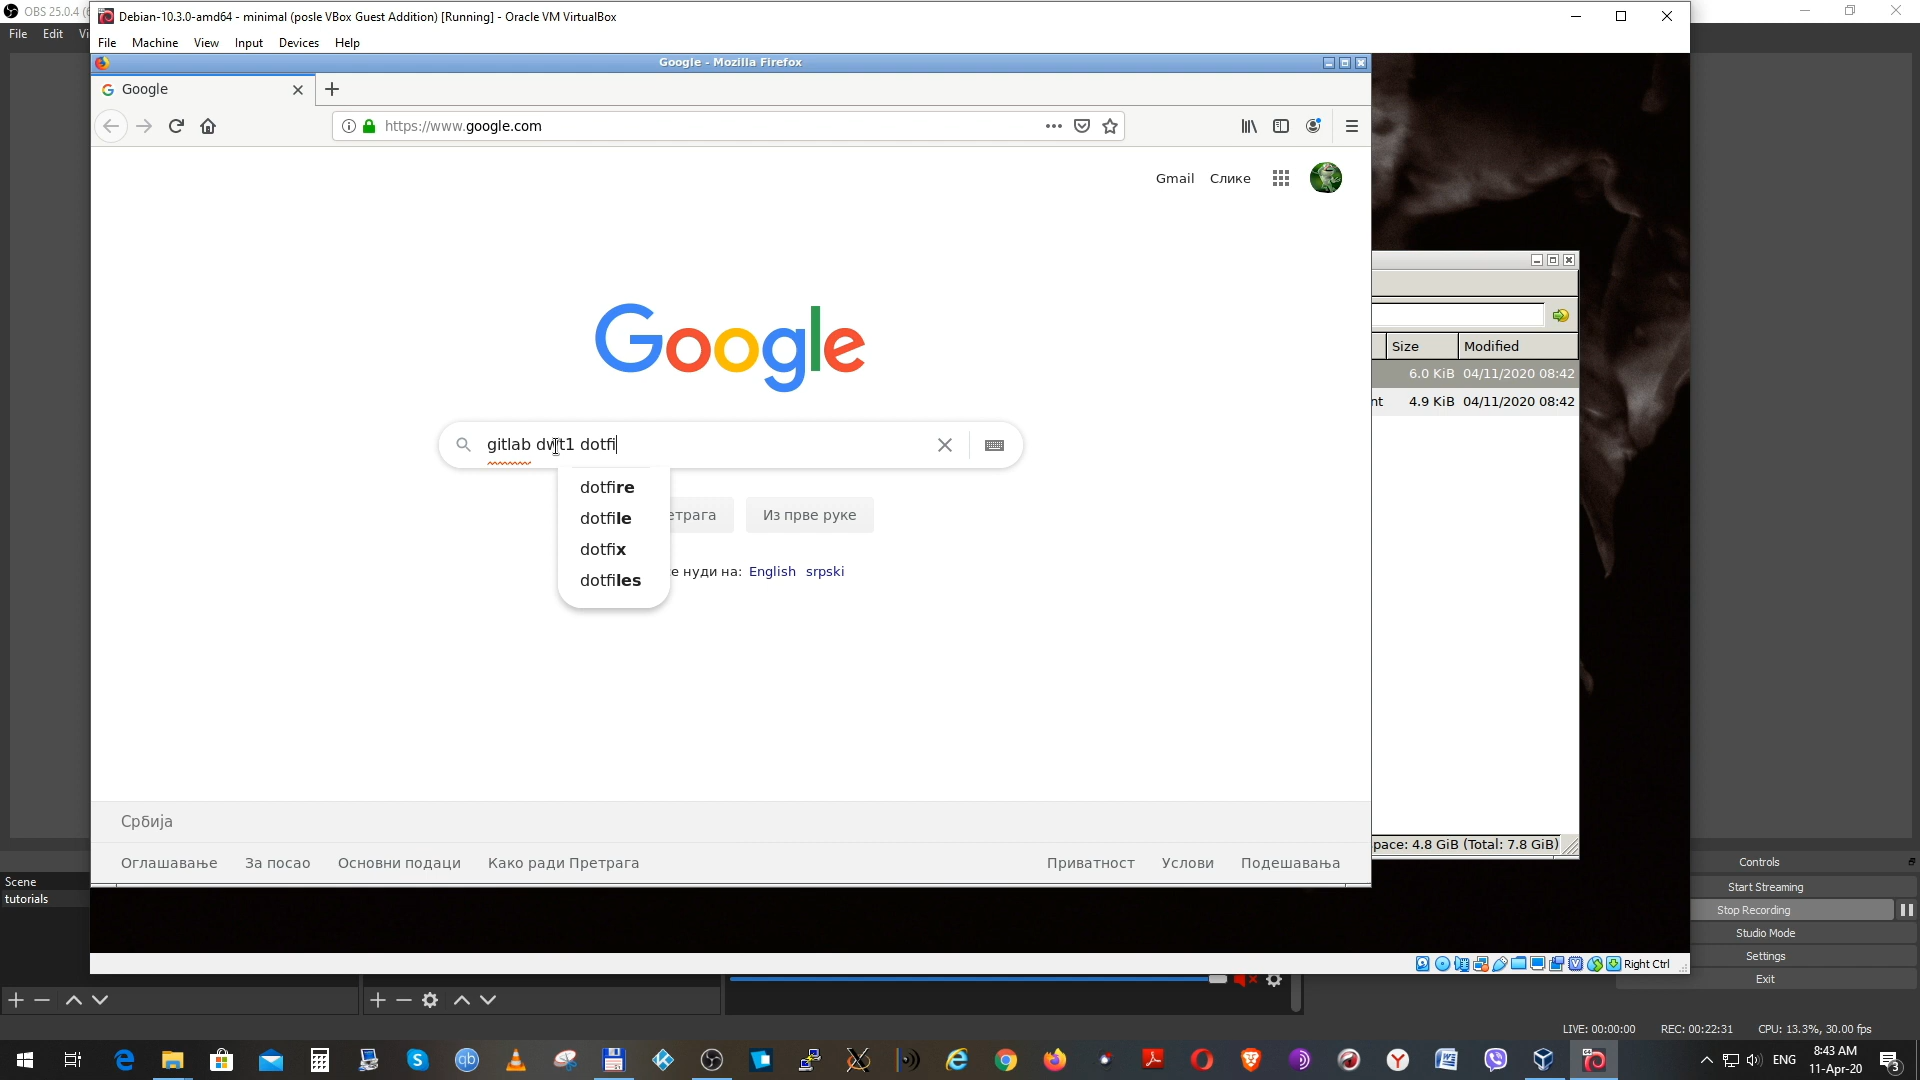 OBS 25.0.4 (6
Debian-10.3.0-amd64 - minimal (posle VBox Guest Addition) [Running] - Oracle VM VirtualBox
File Edit Vi
File Machine View Input Devices Help
Google - Mozilla Firefox
Google
https://www.google.com
Gmail Слике
Google
Size Modified
6.0 KiB 04/11/2020 08:42
nt 4.9 KiB 04/11/2020 08:42
gitlab dwt1 dotfi
dotfire
dotfile
dotfix
dotfiles
етрага Из прве руке
е нуди на: English srpski
Србија
Оглашавање За посао Основни подаци Како ради Претрага Приватност Услови Подешавања
pace: 4.8 GiB (Total: 7.8 GiB)
Controls
Scene
tutorials
Start Streaming
Stop Recording
Studio Mode
Settings
Exit
Right Ctrl
LIVE: 00:00:00 REC: 00:22:31 CPU: 13.3%, 30.00 fps
ENG
8:43 AM
11-Apr-20
3